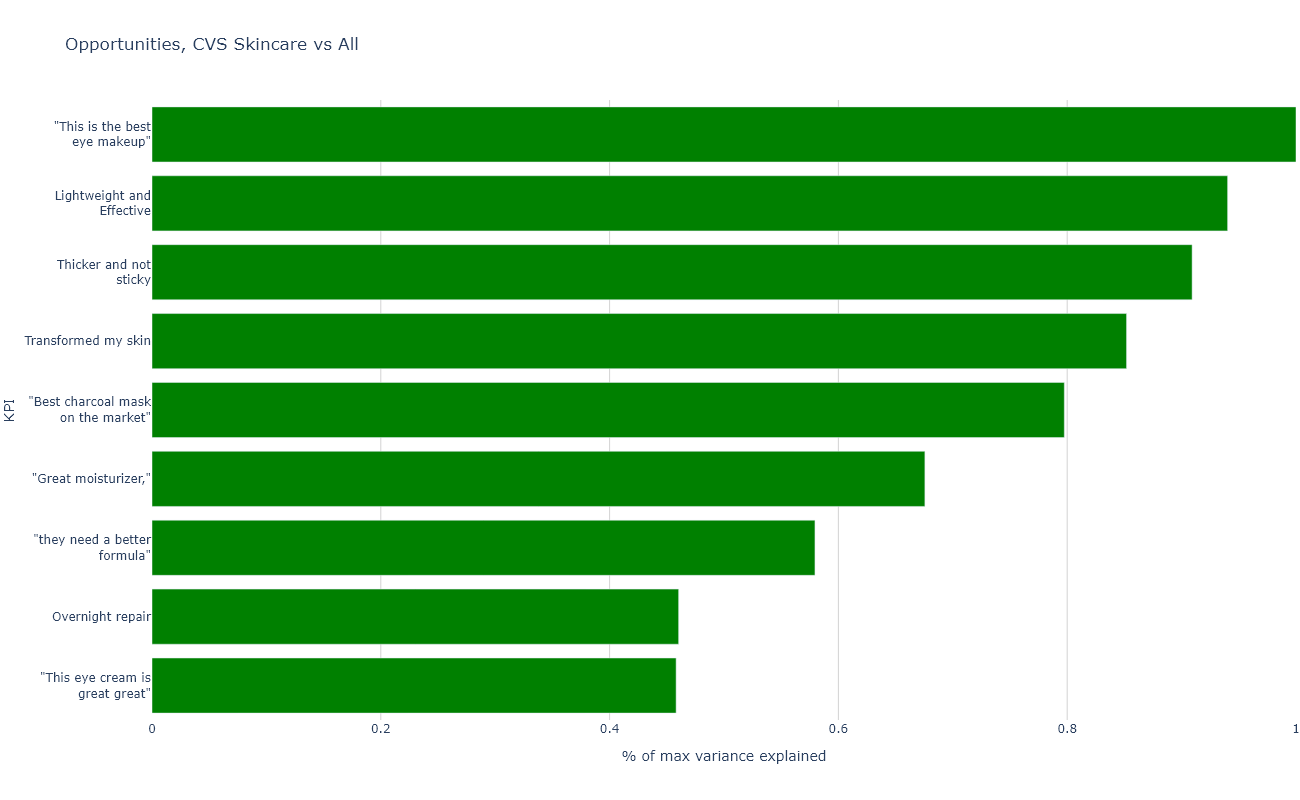 Opportunities, CVS Skincare vs All
"This is the best
eye makeup"
Lightweight and
Effective
Thicker and not
sticky
Transformed my skin
"Best charcoal mask
on the market"
"Great moisturizer,"
"they need a better
formula"
Overnight repair
"This eye cream is
great great"
KPI
0 0.2 0.4 0.6 0.8 1
% of max variance explained